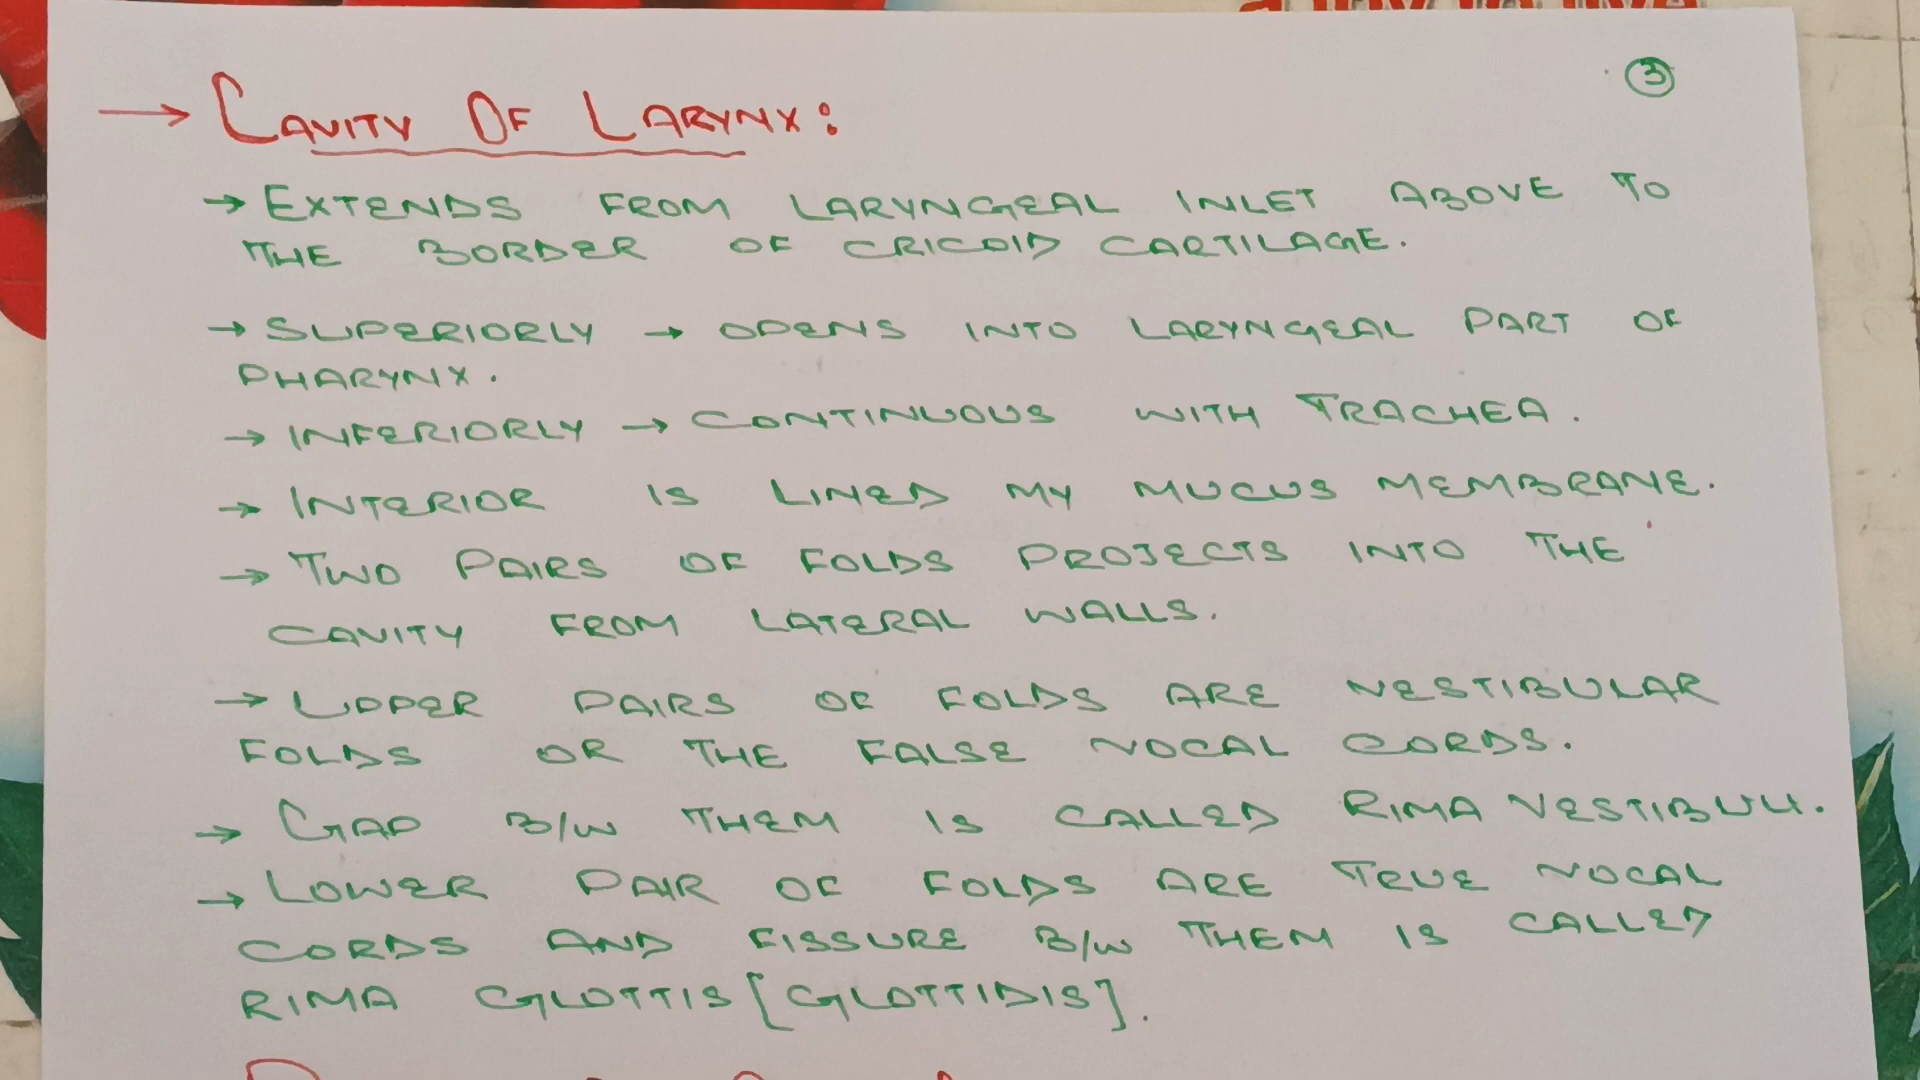 ③
→ CAVITY OF LARYNX:
→ EXTENDS FROM LARYNGEAL INLET ABOVE TO
THE BORDER OF CRICOID CARTILAGE.
→ SUPERIORLY → OPENS INTO LARYNGEAL PART OF
PHARYNX.
→ INFERIORLY → CONTINUOUS WITH TRACHEA.
→ INTERIOR IS LINED MY MUCUS MEMBRANE.
→ TWO PAIRS OF FOLDS PROJECTS INTO THE
CAVITY FROM LATERAL WALLS.
→ UPPER PAIRS OF FOLDS ARE VESTIBULAR
FOLDS OR THE FALSE VOCAL CORDS.
→ GAP B/W THEM IS CALLED RIMA VESTIBULI.
→ LOWER PAIR OF FOLDS ARE TRUE VOCAL
CORDS AND FISSURE B/W THEM IS CALLED
RIMA GLOTTIS [GLOTTIDIS].